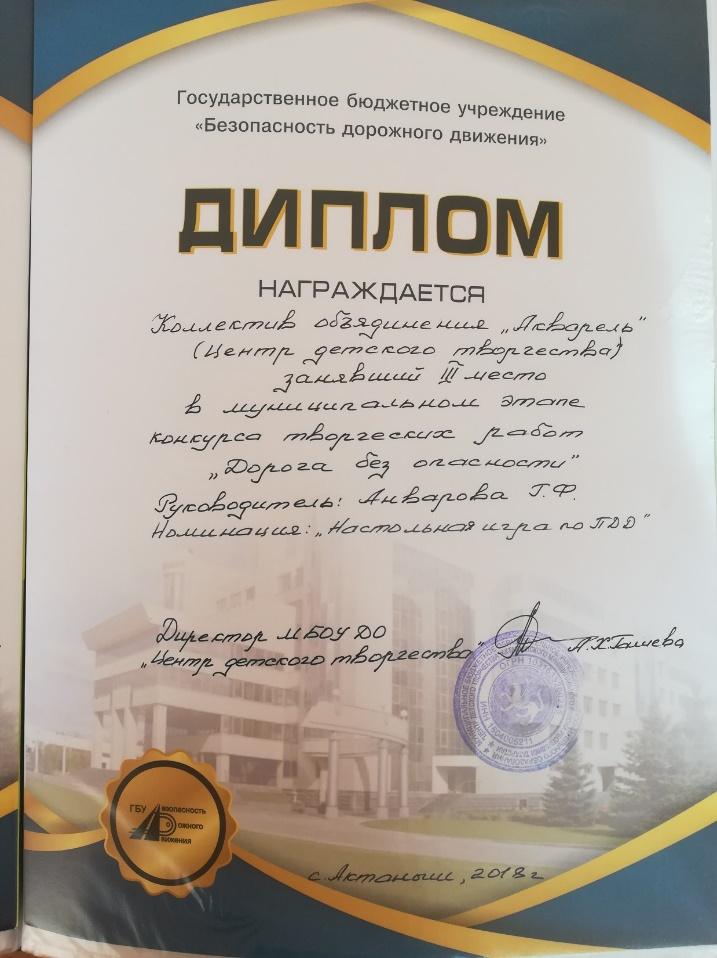 Государственное бюджетное учреждение
«Безопасность дорожного движения»
ДИПЛОМ
НАГРАЖДАЕТСЯ
Коллектив объядинения „Акварель"
(Центр детского творчества)
занявший III место
в муниципальном этапе
конкурса творческих работ
„Дорога без опасности"
Руководитель: Анварова Г.Ф.
Номинация: „Настольная игра по ПДД"
Директор МБОУ ДО
„Центр детского творчества"
ГБУ Безопасность
Дорожного
Движения
с. Актаныш, 2018г